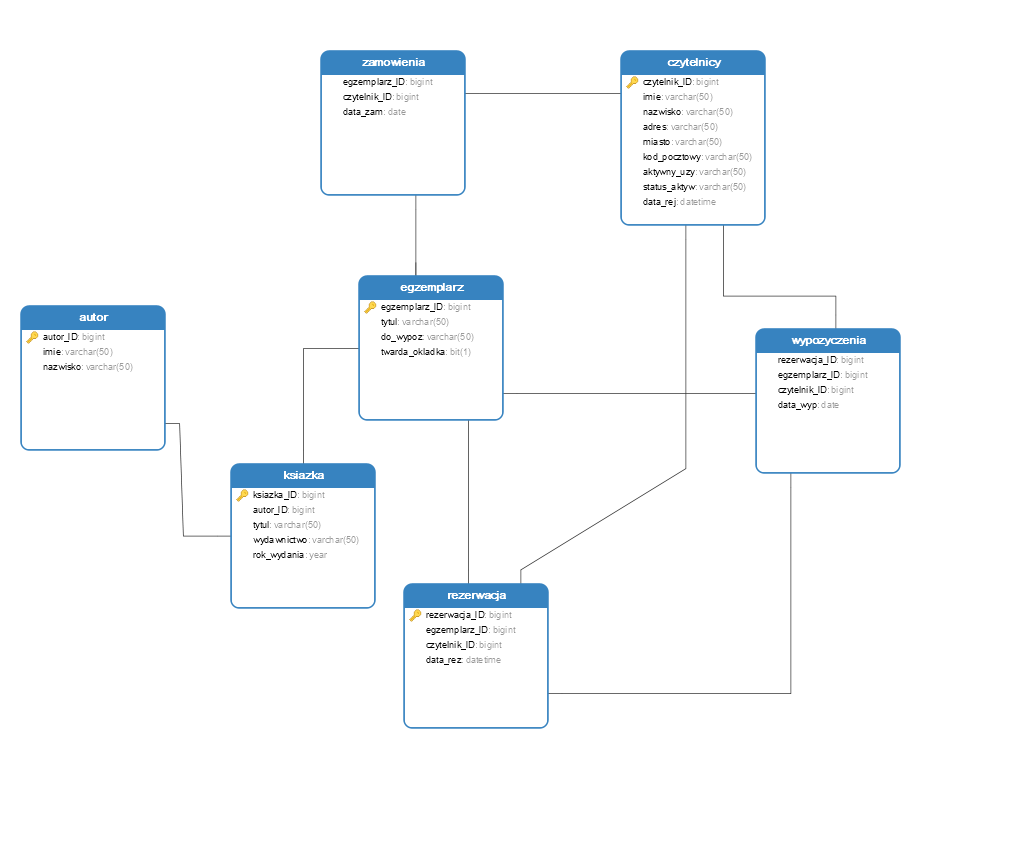 zamowienia
egzemplarz_ID: bigint
czytelnik_ID: bigint
data_zam: date
czytelnicy
czytelnik_ID: bigint
imie: varchar(50)
nazwisko: varchar(50)
adres: varchar(50)
miasto: varchar(50)
kod_pocztowy: varchar(50)
aktywny_uzy: varchar(50)
status_aktyw: varchar(50)
data_rej: datetime
egzemplarz
egzemplarz_ID: bigint
tytul: varchar(50)
do_wypoz: varchar(50)
twarda_okladka: bit(1)
autor
autor_ID: bigint
imie: varchar(50)
nazwisko: varchar(50)
wypozyczenia
rezerwacja_ID: bigint
egzemplarz_ID: bigint
czytelnik_ID: bigint
data_wyp: date
ksiazka
ksiazka_ID: bigint
autor_ID: bigint
tytul: varchar(50)
wydawnictwo: varchar(50)
rok_wydania: year
rezerwacja
rezerwacja_ID: bigint
egzemplarz_ID: bigint
czytelnik_ID: bigint
data_rez: datetime